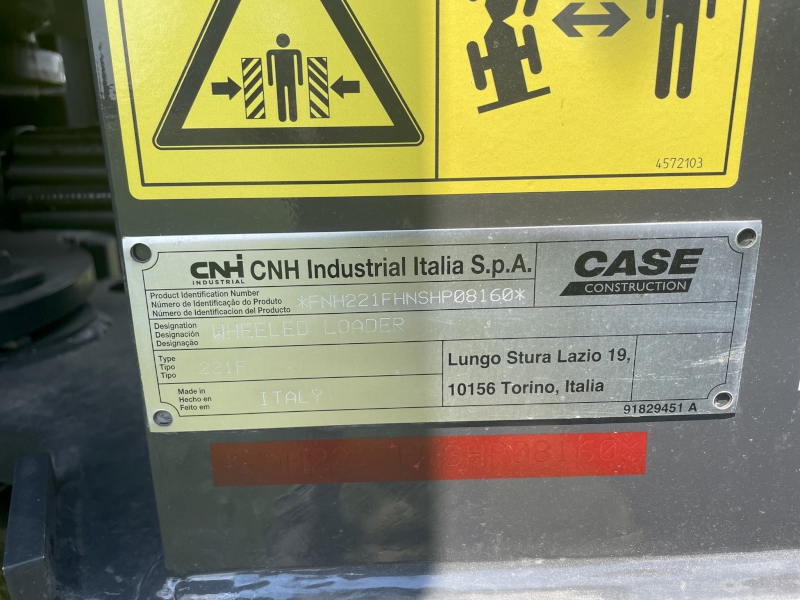 4572103
CNH
INDUSTRIAL
CNH Industrial Italia S.p.A.
CASE
CONSTRUCTION
Product Identification Number
Número de Identificação do Produto
Número de Identificacion del Producto
*FNH221FHNSHP08160*
Designation
Designación
Designação
WHEELED LOADER
Type
Tipo
Tipo
221F
Made in
Hecho en
Feito em
ITALY
Lungo Stura Lazio 19,
10156 Torino, Italia
91829451 A